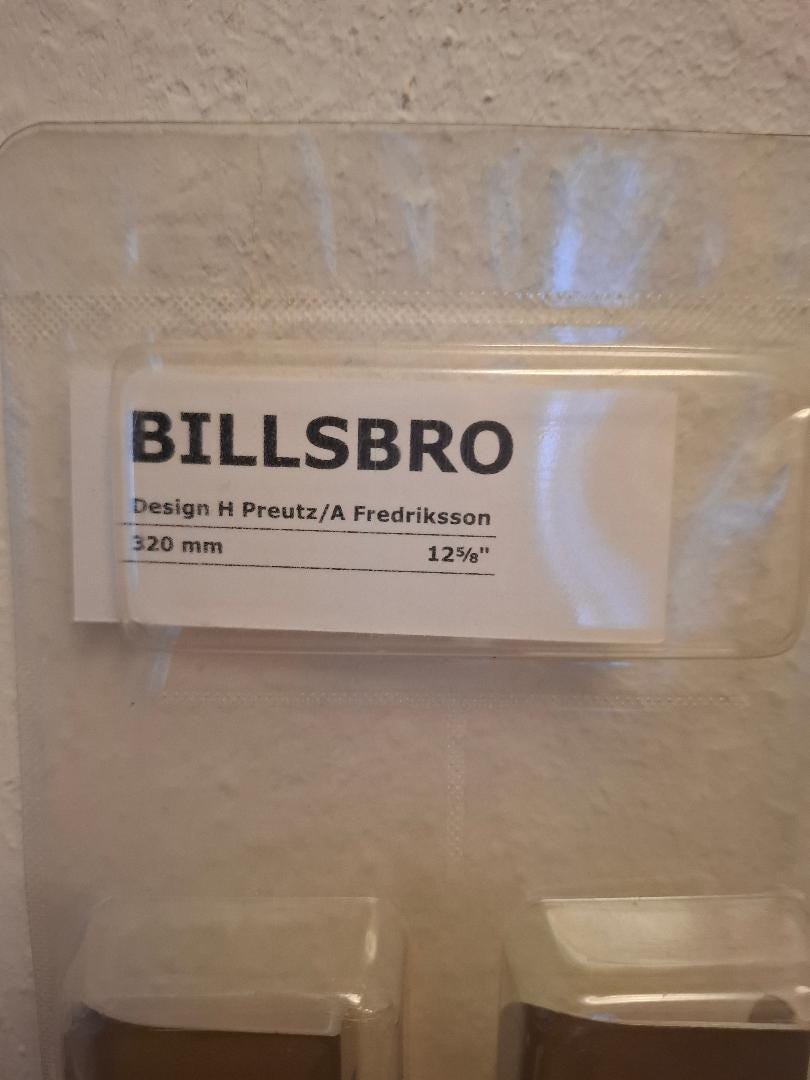 BILLSBRO
Design H Preutz/A Fredriksson
320 mm 12⅝"